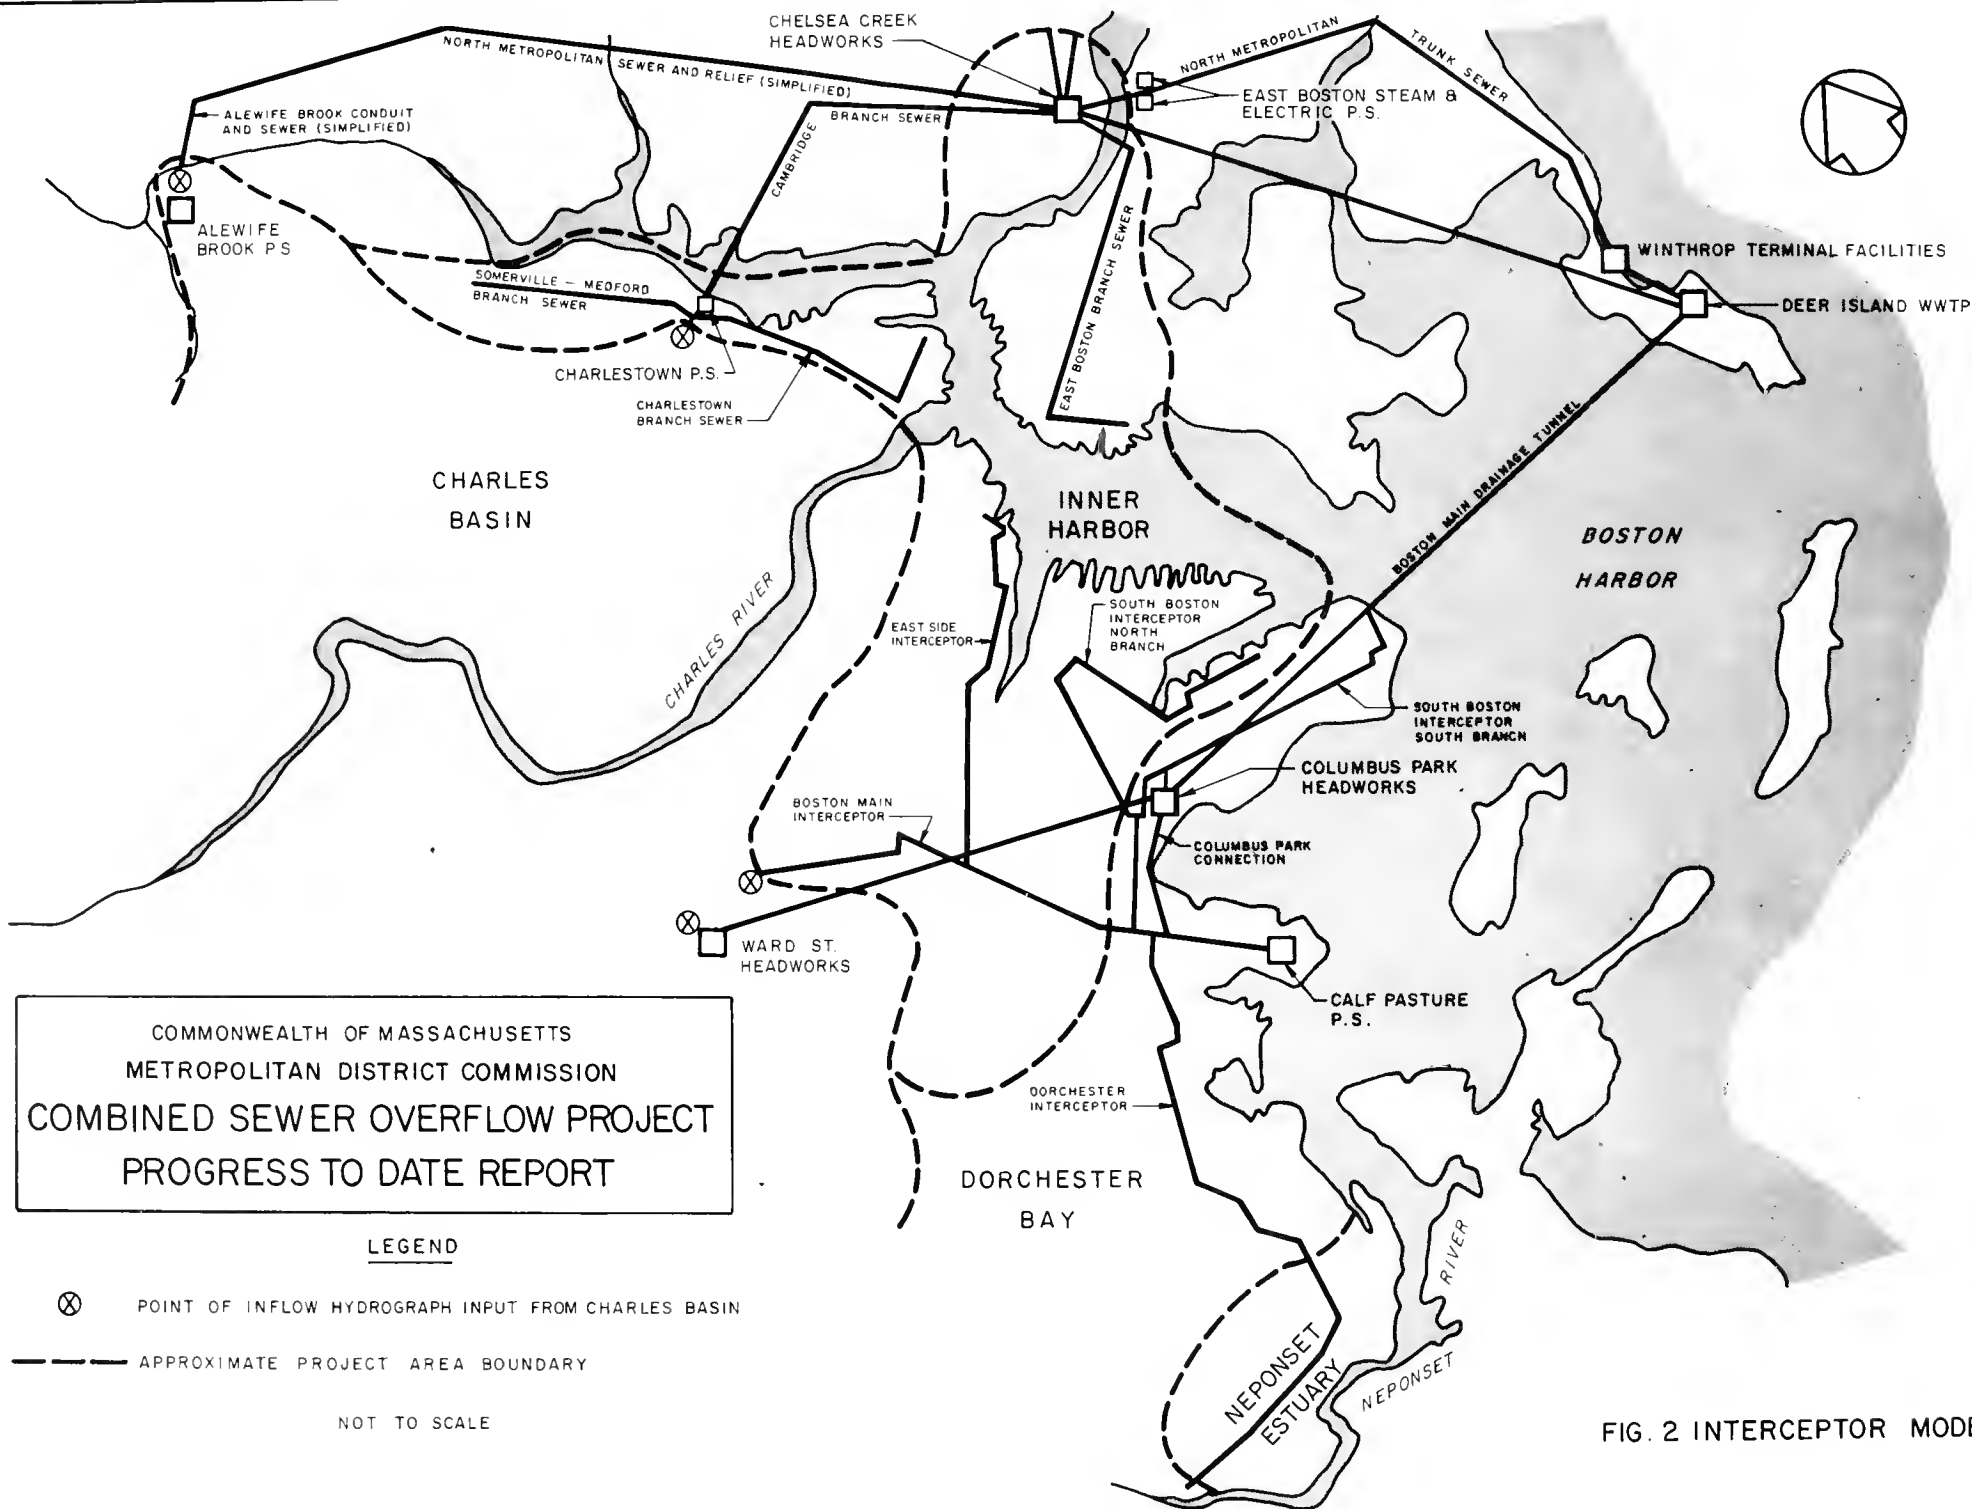 CHELSEA CREEK
HEADWORKS
NORTH METROPOLITAN SEWER AND RELIEF (SIMPLIFIED)
NORTH METROPOLITAN
TRUNK SEWER
EAST BOSTON STEAM &
ELECTRIC P.S.
ALEWIFE BROOK CONDUIT
AND SEWER (SIMPLIFIED)
BRANCH SEWER
CAMBRIDGE
ALEWIFE
BROOK P S
EAST BOSTON BRANCH SEWER
WINTHROP TERMINAL FACILITIES
SOMERVILLE - MEDFORD
BRANCH SEWER
DEER ISLAND WWTP
CHARLESTOWN P.S.
CHARLESTOWN
BRANCH SEWER
BOSTON MAIN DRAINAGE TUNNEL
CHARLES
BASIN
INNER
HARBOR
BOSTON
HARBOR
CHARLES RIVER
EAST SIDE
INTERCEPTOR
SOUTH BOSTON
INTERCEPTOR
NORTH
BRANCH
SOUTH BOSTON
INTERCEPTOR
SOUTH BRANCH
COLUMBUS PARK
HEADWORKS
BOSTON MAIN
INTERCEPTOR
COLUMBUS PARK
CONNECTION
WARD ST.
HEADWORKS
CALF PASTURE
P.S.
COMMONWEALTH OF MASSACHUSETTS
METROPOLITAN DISTRICT COMMISSION
COMBINED SEWER OVERFLOW PROJECT
PROGRESS TO DATE REPORT
DORCHESTER
INTERCEPTOR
DORCHESTER
BAY
LEGEND
POINT OF INFLOW HYDROGRAPH INPUT FROM CHARLES BASIN
APPROXIMATE PROJECT AREA BOUNDARY
NOT TO SCALE
NEPONSET
ESTUARY
NEPONSET
RIVER
FIG. 2 INTERCEPTOR MODE